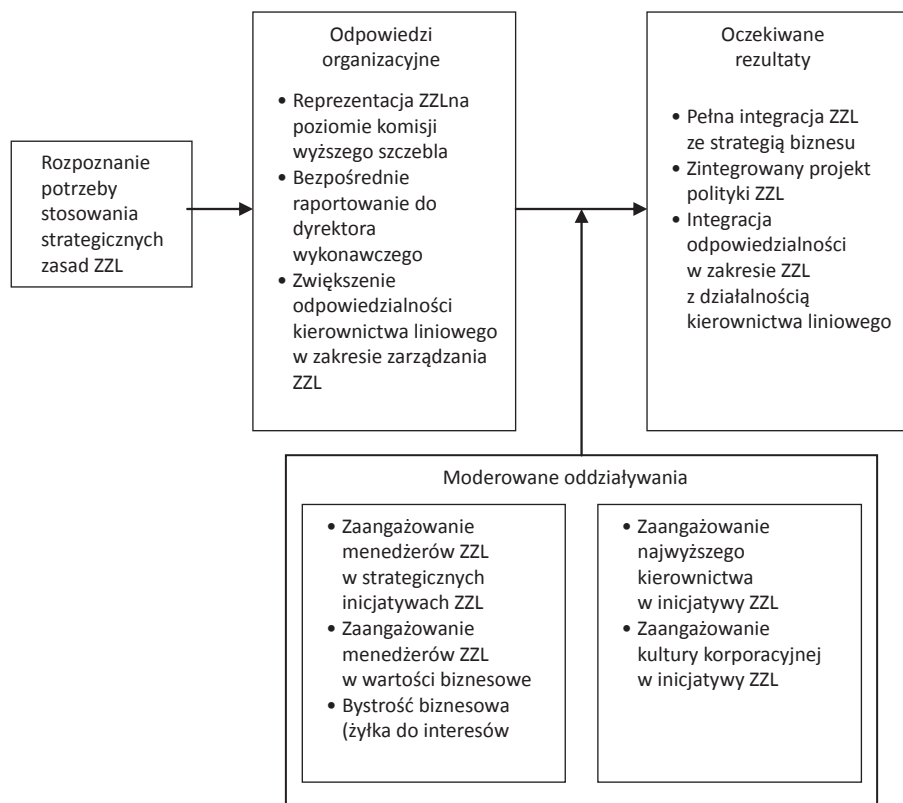 Rozpoznanie
potrzeby
stosowania
strategicznych
zasad ZZL
Odpowiedzi
organizacyjne
• Reprezentacja ZZLna
poziomie komisji
wyższego szczebla
• Bezpośrednie
raportowanie do
dyrektora
wykonawczego
• Zwiększenie
odpowiedzialności
kierownictwa liniowego
w zakresie zarządzania
ZZL
Oczekiwane
rezultaty
• Pełna integracja ZZL
ze strategią biznesu
• Zintegrowany projekt
polityki ZZL
• Integracja
odpowiedzialności
w zakresie ZZL
z działalnością
kierownictwa liniowego
Moderowane oddziaływania
• Zaangażowanie
menedżerów ZZL
w strategicznych
inicjatywach ZZL
• Zaangażowanie
menedżerów ZZL
w wartości biznesowe
• Bystrość biznesowa
(żyłka do interesów
• Zaangażowanie
najwyższego
kierownictwa
w inicjatywy ZZL
• Zaangażowanie
kultury korporacyjnej
w inicjatywy ZZL